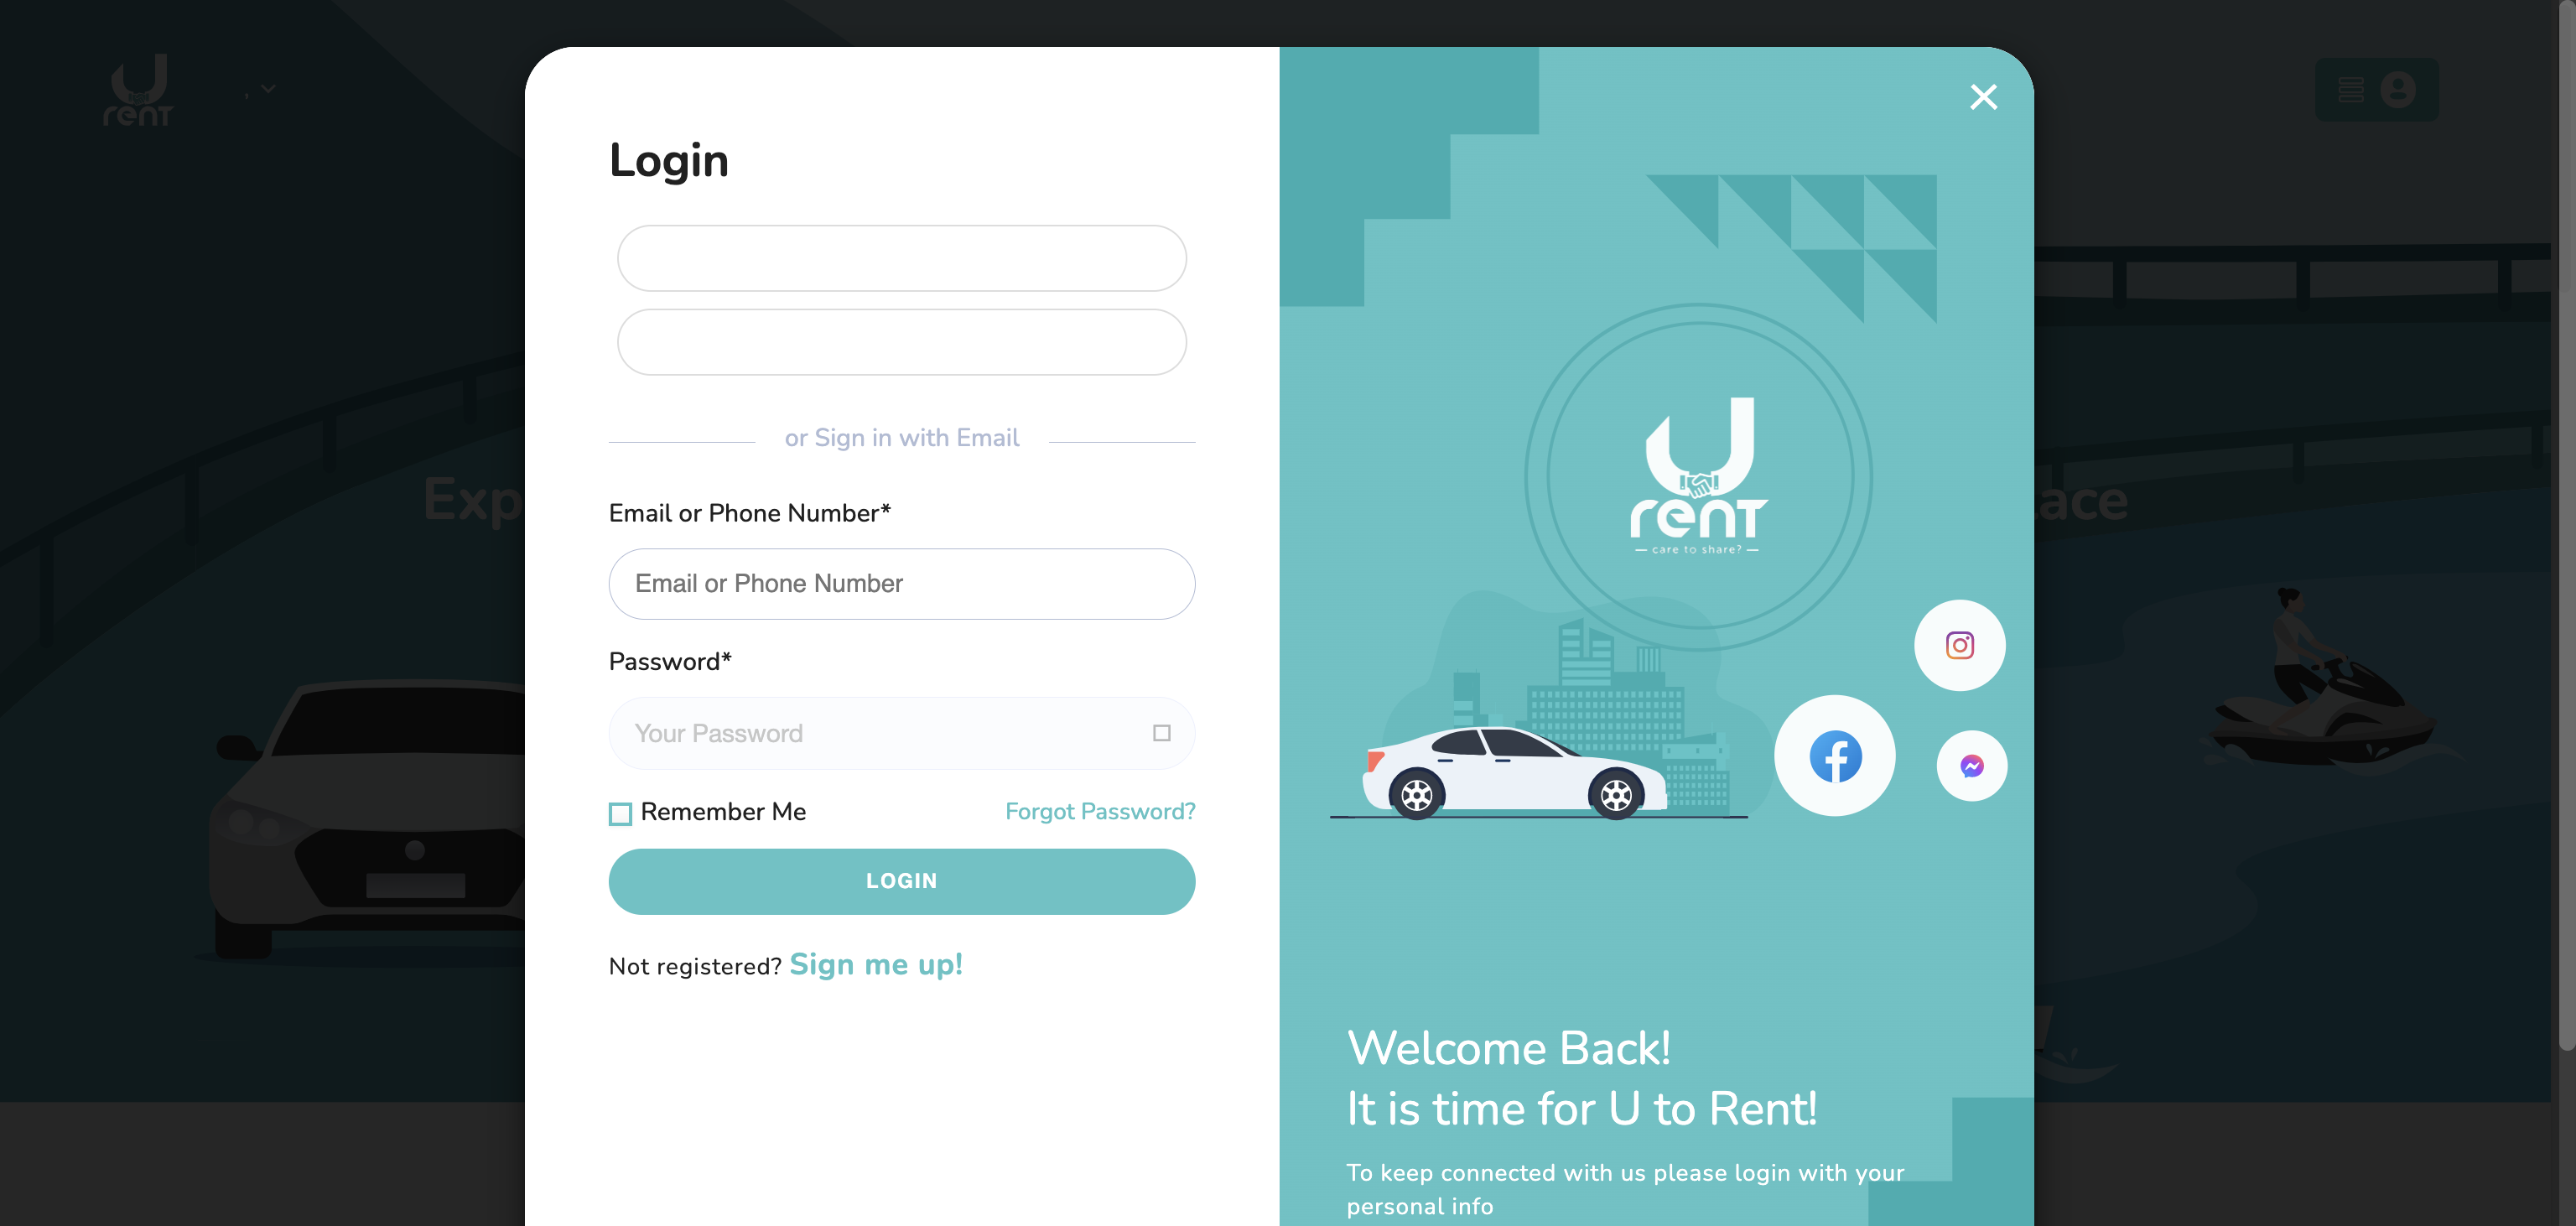 U
rent
Login
or Sign in with Email
Email or Phone Number*
Email or Phone Number
Password*
Your Password
Remember Me
Forgot Password?
LOGIN
Not registered? Sign me up!
U
rent
care to share?
Exp
ace
Welcome Back!
It is time for U to Rent!
To keep connected with us please login with your
personal info